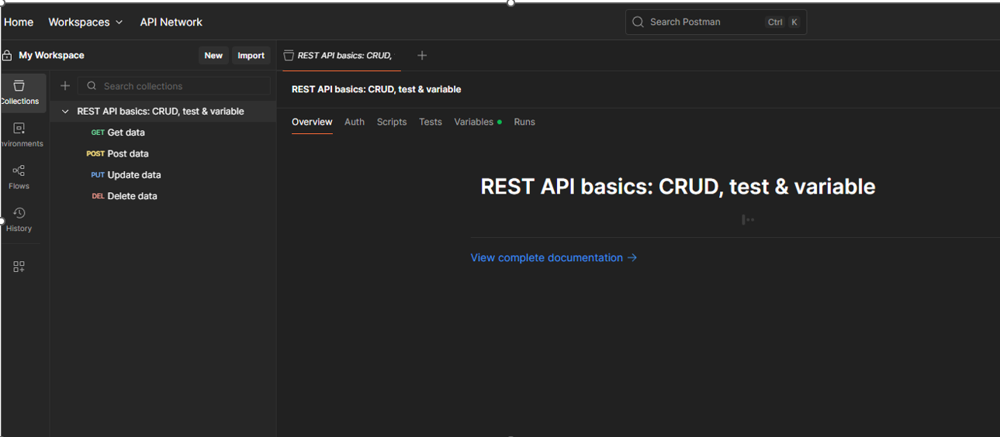 Home Workspaces API Network Search Postman Ctrl K
My Workspace New Import
REST API basics: CRUD,
Search collections
REST API basics: CRUD, test & variable
GET Get data
POST Post data
PUT Update data
DEL Delete data
Collections
nvironments
Flows
History
REST API basics: CRUD, test & variable
Overview Auth Scripts Tests Variables Runs
REST API basics: CRUD, test & variable
View complete documentation →